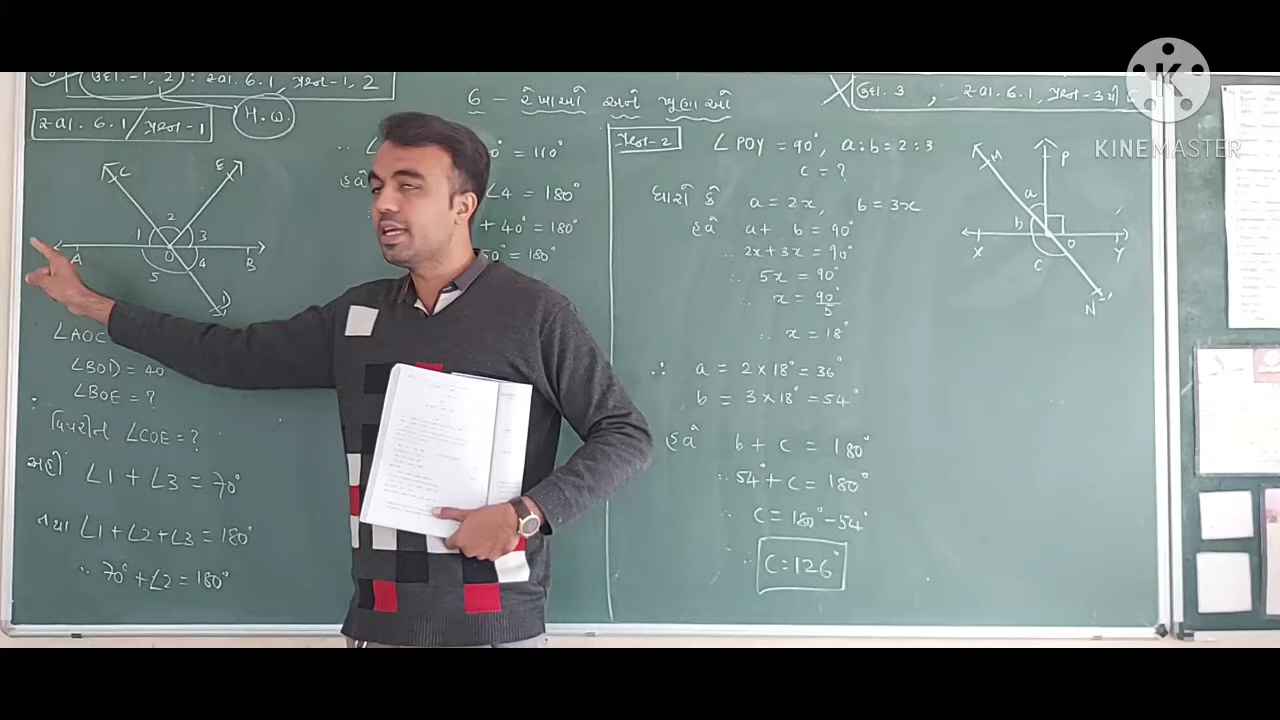 ઉદા.-1, 2 : સ્વા. 6.1, પ્રશ્ન-1, 2
H.W.
6 - રેખાઓ અને ખૂણાઓ
ઉદા. 3, સ્વા. 6.1, પ્રશ્ન-3થી
KINEMASTER
K
સ્વા. 6.1/ પ્રશ્ન-1
C
E
2
1
3
A
O
4
B
5
D
∠AOC
∠BOD = 40
∠BOE = ?
વિપરીત ∠COE = ?
અહીં ∠1 + ∠3 = 70°
તથા ∠1 + ∠2 + ∠3 = 180°
∴ 70° + ∠2 = 180°
∴ ∠
0° = 110°
હવે
∠4 = 180°
+ 40° = 180°
50° = 180°
પ્રશ્ન-2
∠POY = 90°, a:b = 2:3
c = ?
ધારો કે a = 2x, b = 3x
હવે a + b = 90°
∴ 2x + 3x = 90°
∴ 5x = 90°
∴ x = 90°/5
∴ x = 18°
∴ a = 2 × 18° = 36°
b = 3 × 18° = 54°
હવે b + c = 180°
∴ 54° + c = 180°
∴ c = 180° - 54°
∴ c = 126°
M
P
a
b
X
O
Y
c
N